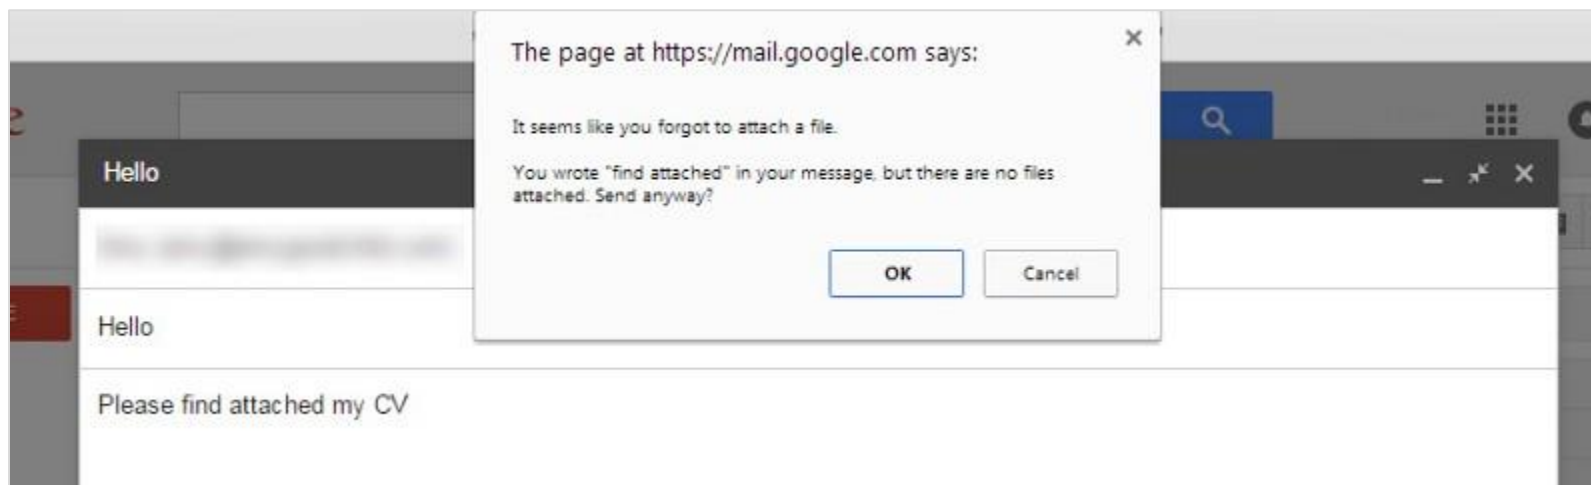 The page at https://mail.google.com says:
It seems like you forgot to attach a file.
You wrote "find attached" in your message, but there are no files
attached. Send anyway?
OK Cancel
Hello
Hello
Please find attached my CV